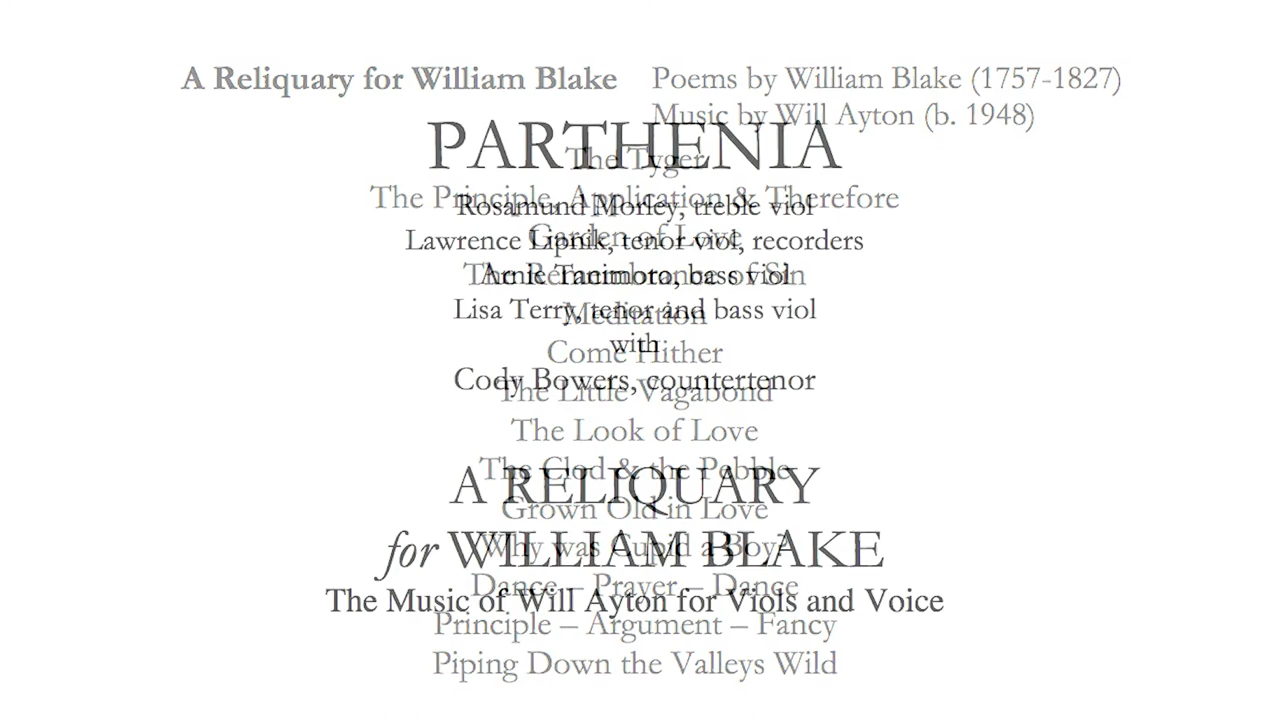 A Reliquary for William Blake Poems by William Blake (1757-1827)
Music by Will Ayton (b. 1948)
PARTHENIA
The Tyger
The Principle, Application & Therefore
Rosamund Morley, treble viol
Garden of Love
Lawrence Lipnik, tenor viol, recorders
The Remembrance of Sin
Arnie Tanimoto, bass viol
Lisa Terry, tenor and bass viol
Meditation
with
Come Hither
Cody Bowers, countertenor
The Little Vagabond
The Look of Love
The Clod & the Pebble
A RELIQUARY
Grown Old in Love
for WILLIAM BLAKE
Why was Cupid a Boy?
Dance – Prayer – Dance
The Music of Will Ayton for Viols and Voice
Principle – Argument – Fancy
Piping Down the Valleys Wild